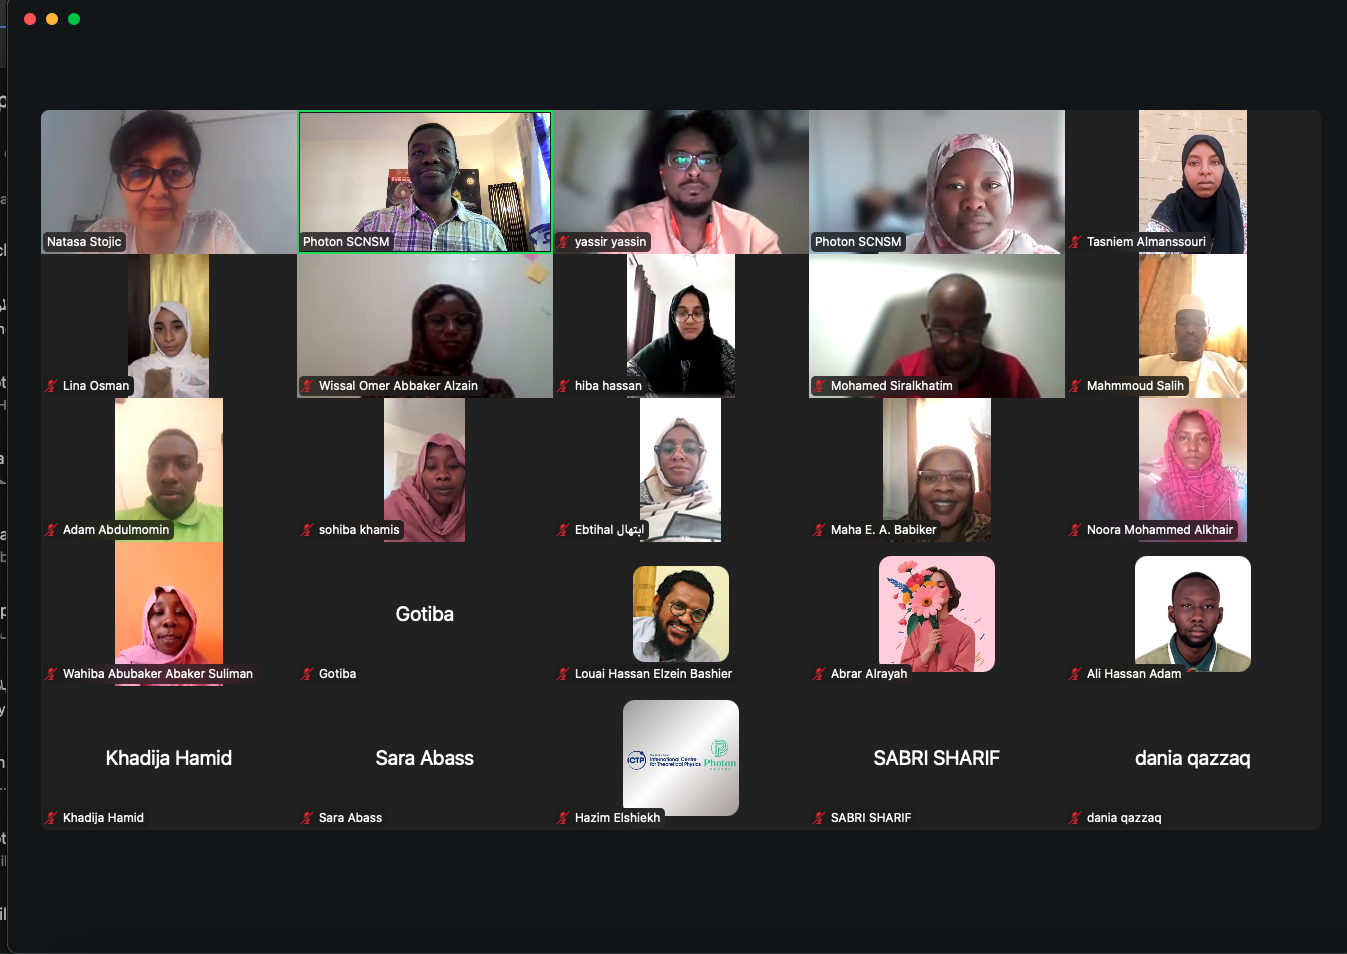 Natasa Stojic
Photon SCNSM
yassir yassin
Photon SCNSM
Tasniem Almanssouri
Lina Osman
Wissal Omer Abbaker Alzain
hiba hassan
Mohamed Siralkhatim
Mahmmoud Salih
Adam Abdulmomin
sohiba khamis
Ebtihal ابتهال
Maha E. A. Babiker
Noora Mohammed Alkhair
Wahiba Abubaker Abaker Suliman
Gotiba
Gotiba
Louai Hassan Elzein Bashier
Abrar Alrayah
Ali Hassan Adam
Khadija Hamid
Khadija Hamid
Sara Abass
Sara Abass
ICTP
International Centre
for Theoretical Physics
Photon
Hazim Elshiekh
SABRI SHARIF
SABRI SHARIF
dania qazzaq
dania qazzaq